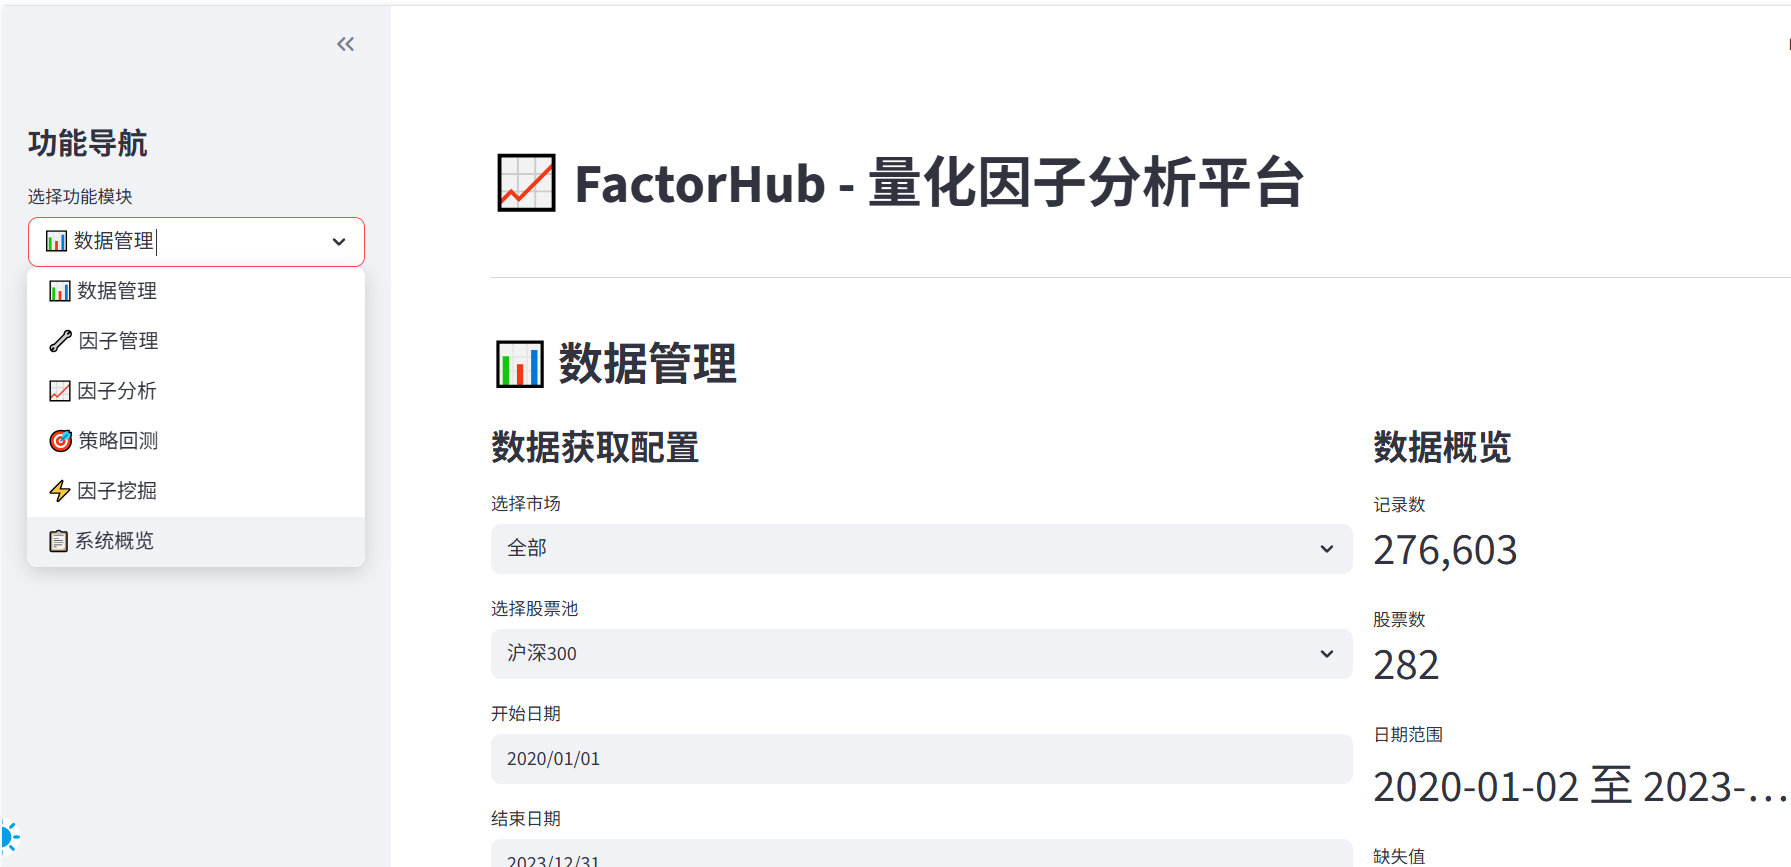 功能导航
选择功能模块
数据管理
数据管理
因子管理
因子分析
策略回测
因子挖掘
系统概览
FactorHub - 量化因子分析平台
数据管理
数据获取配置
选择市场
全部
选择股票池
沪深300
开始日期
2020/01/01
结束日期
2023/12/31
数据概览
记录数
276,603
股票数
282
日期范围
2020-01-02 至 2023-...
缺失值